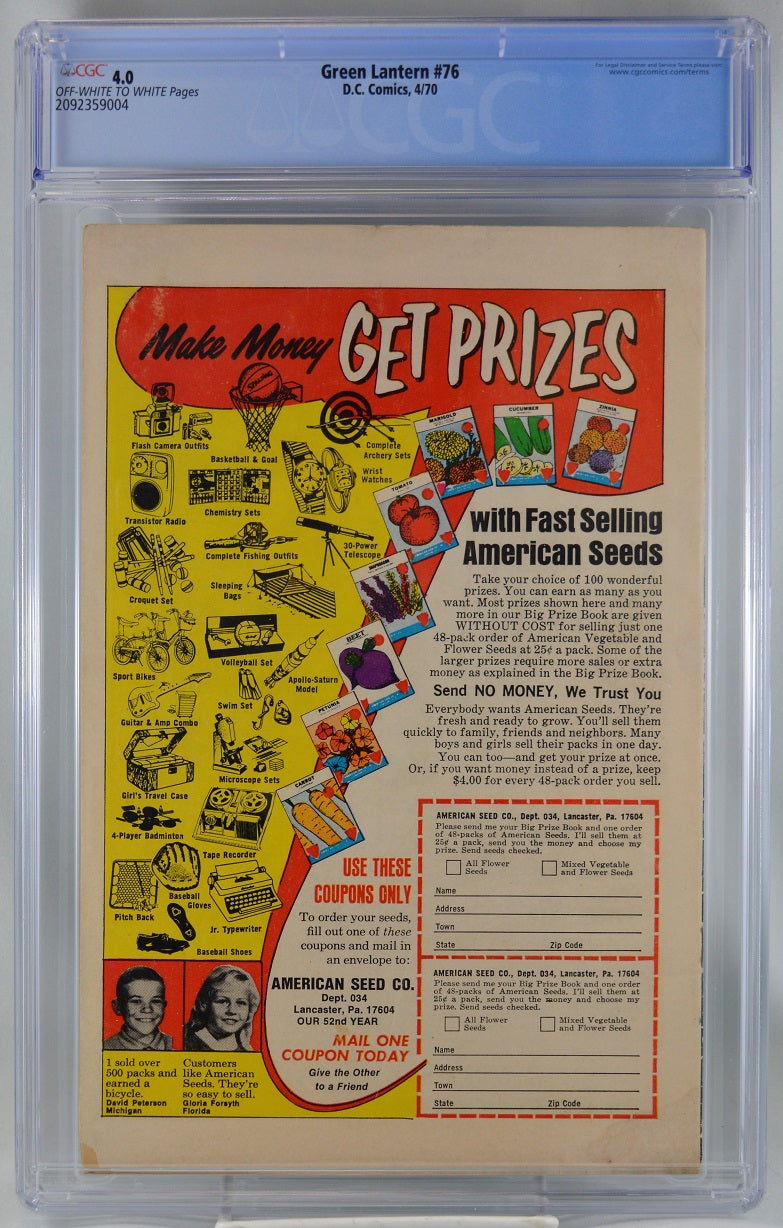 CGC 4.0
OFF-WHITE TO WHITE Pages
2092359004
Green Lantern #76
D.C. Comics, 4/70
For Legal Disclaimer and Service Terms please visit
www.cgccomics.com/terms
CGC
Make Money GET PRIZES
SPALDING
Flash Camera Outfits
Basketball & Goal
Complete
Archery Sets
Wrist
Watches
Transistor Radio
Chemistry Sets
Complete Fishing Outfits
30-Power
Telescope
Croquet Set
Sleeping
Bags
Sport Bikes
Volleyball Set
Apollo-Saturn
Model
Guitar & Amp Combo
Swim Set
Girl's Travel Case
Microscope Sets
4-Player Badminton
Tape Recorder
Pitch Back
Baseball
Gloves
Jr. Typewriter
Baseball Shoes
MARIGOLD
CUCUMBER
ZINNIA
TOMATO
BEET
PETUNIA
CARROT
with Fast Selling
American Seeds
Take your choice of 100 wonderful
prizes. You can earn as many as you
want. Most prizes shown here and many
more in our Big Prize Book are given
WITHOUT COST for selling just one
48-pack order of American Vegetable and
Flower Seeds at 25¢ a pack. Some of the
larger prizes require more sales or extra
money as explained in the Big Prize Book.
Send NO MONEY, We Trust You
Everybody wants American Seeds. They're
fresh and ready to grow. You'll sell them
quickly to family, friends and neighbors. Many
boys and girls sell their packs in one day.
You can too—and get your prize at once.
Or, if you want money instead of a prize, keep
$4.00 for every 48-pack order you sell.
USE THESE
COUPONS ONLY
To order your seeds,
fill out one of these
coupons and mail in
an envelope to:
AMERICAN SEED CO.
Dept. 034
Lancaster, Pa. 17604
OUR 52nd YEAR
MAIL ONE
COUPON TODAY
Give the Other
to a Friend
1 sold over
500 packs and
earned a
bicycle.
David Peterson
Michigan
Customers
like American
Seeds. They're
so easy to sell.
Gloria Forsyth
Florida
AMERICAN SEED CO., Dept. 034, Lancaster, Pa. 17604
Please send me your Big Prize Book and one order
of 48-packs of American Seeds. I'll sell them at
25¢ a pack, send you the money and choose my
prize. Send seeds checked.
All Flower
Seeds
Mixed Vegetable
and Flower Seeds
Name
Address
Town
State Zip Code
AMERICAN SEED CO., Dept. 034, Lancaster, Pa. 17604
Please send me your Big Prize Book and one order
of 48-packs of American Seeds. I'll sell them at
25¢ a pack, send you the money and choose my
prize. Send seeds checked.
All Flower
Seeds
Mixed Vegetable
and Flower Seeds
Name
Address
Town
State Zip Code